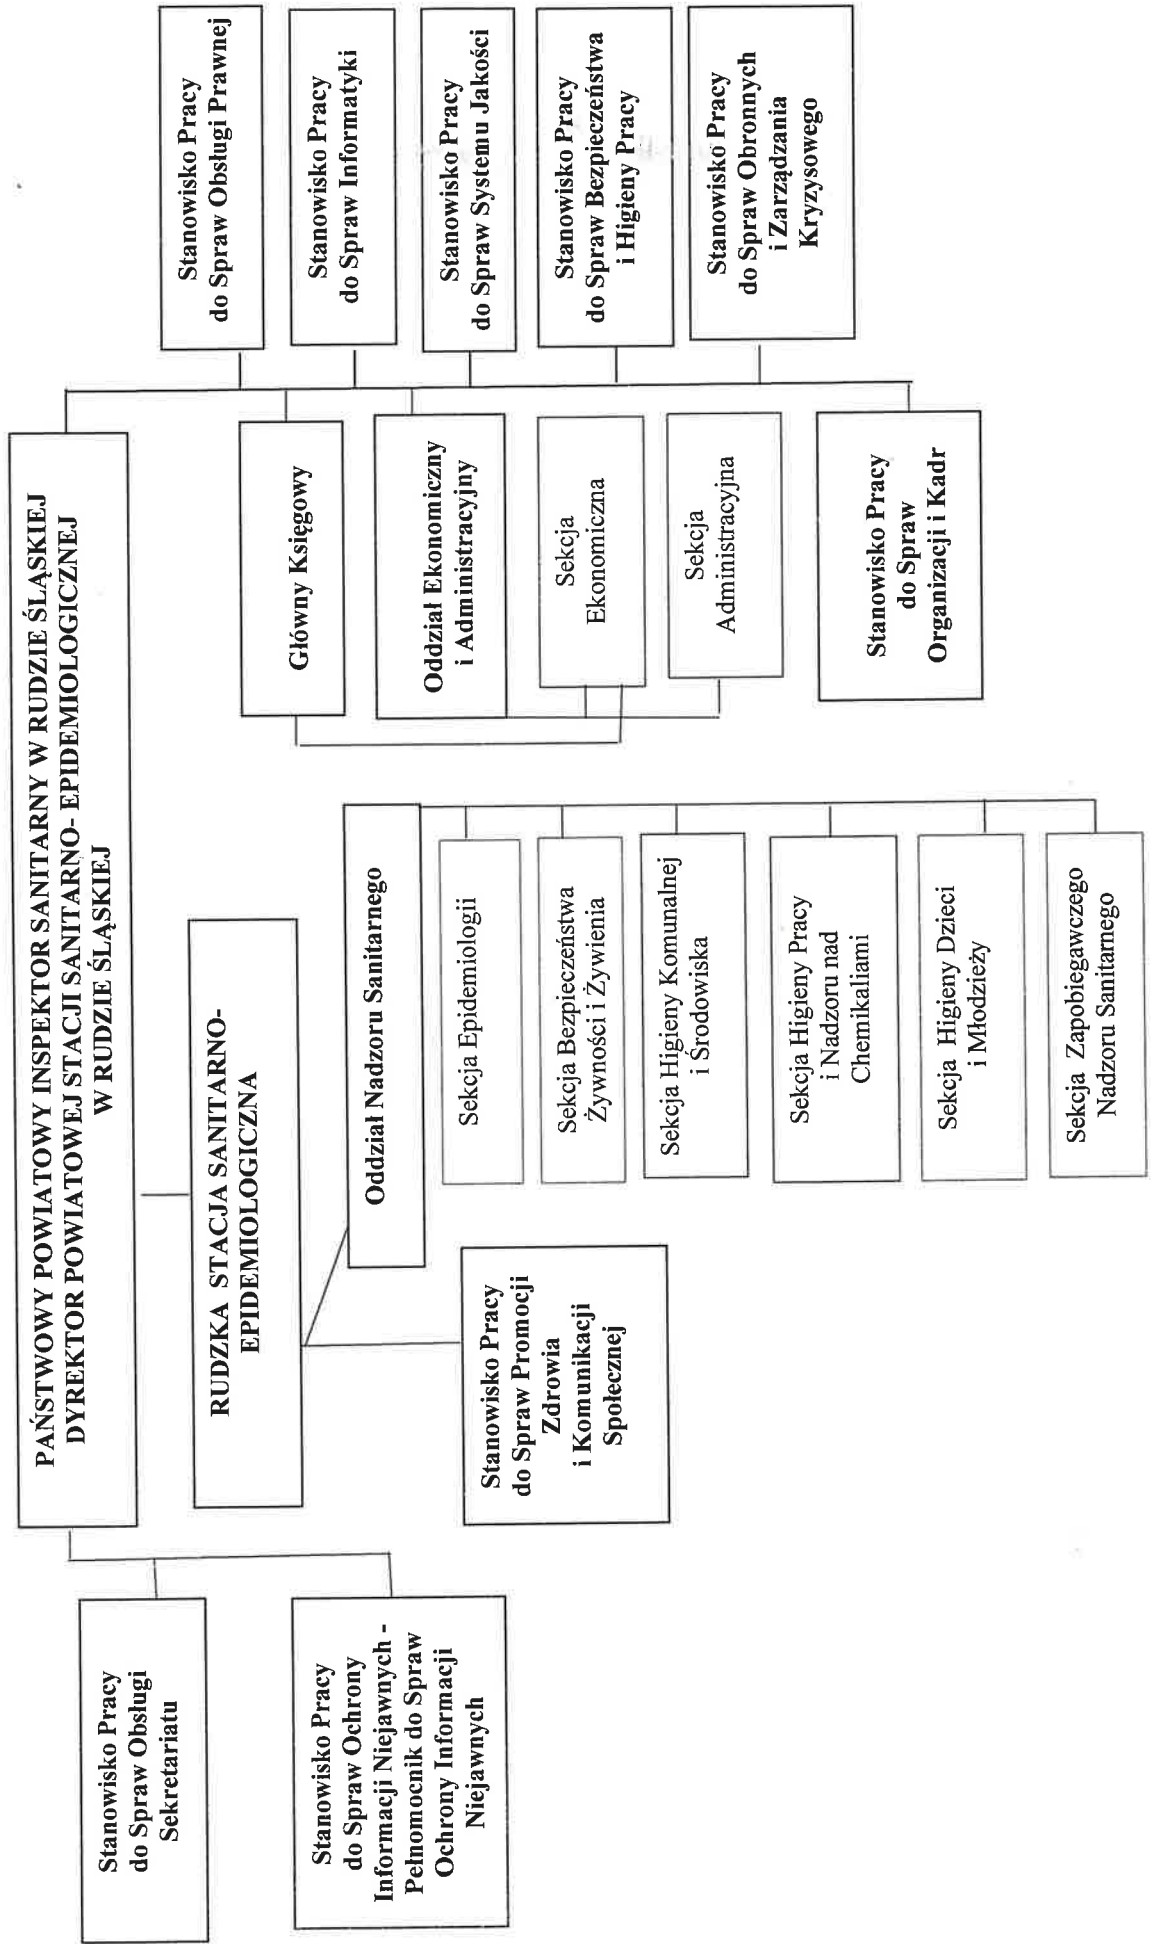 PAŃSTWOWY POWIATOWY INSPEKTOR SANITARNY W RUDZIE ŚLĄSKIEJ
DYREKTOR POWIATOWEJ STACJI SANITARNO- EPIDEMIOLOGICZNEJ
W RUDZIE ŚLĄSKIEJ
Stanowisko Pracy
do Spraw Obsługi
Sekretariatu
Stanowisko Pracy
do Spraw Ochrony
Informacji Niejawnych -
Pełnomocnik do Spraw
Ochrony Informacji
Niejawnych
RUDZKA STACJA SANITARNO-
EPIDEMIOLOGICZNA
Stanowisko Pracy
do Spraw Promocji
Zdrowia
i Komunikacji
Społecznej
Oddział Nadzoru Sanitarnego
Sekcja Epidemiologii
Sekcja Bezpieczeństwa
Żywności i Żywienia
Sekcja Higieny Komunalnej
i Środowiska
Sekcja Higieny Pracy
i Nadzoru nad
Chemikaliami
Sekcja Higieny Dzieci
i Młodzieży
Sekcja Zapobiegawczego
Nadzoru Sanitarnego
Główny Księgowy
Oddział Ekonomiczny
i Administracyjny
Sekcja
Ekonomiczna
Sekcja
Administracyjna
Stanowisko Pracy
do Spraw
Organizacji i Kadr
Stanowisko Pracy
do Spraw Obsługi Prawnej
Stanowisko Pracy
do Spraw Informatyki
Stanowisko Pracy
do Spraw Systemu Jakości
Stanowisko Pracy
do Spraw Bezpieczeństwa
i Higieny Pracy
Stanowisko Pracy
do Spraw Obronnych
i Zarządzania
Kryzysowego